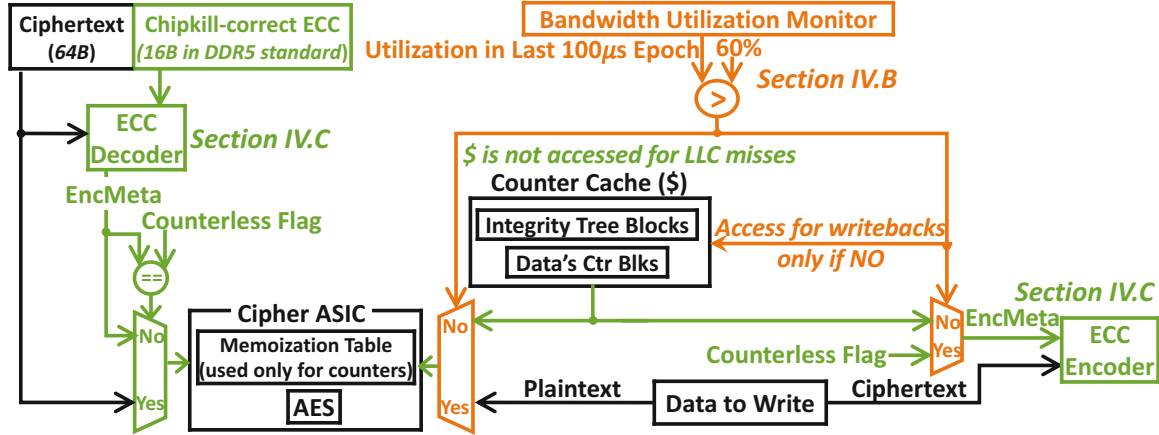 Ciphertext
(64B)
Chipkill-correct ECC
(16B in DDR5 standard)
Bandwidth Utilization Monitor
Utilization in Last 100μs Epoch
60%
>
Section IV.B
ECC
Decoder
Section IV.C
$ is not accessed for LLC misses
Counter Cache ($)
Integrity Tree Blocks
Data's Ctr Blks
Access for writebacks
only if NO
EncMeta
Counterless Flag
==
No
Yes
Cipher ASIC
Memoization Table
(used only for counters)
AES
No
Yes
Section IV.C
No
Yes
EncMeta
Counterless Flag
ECC
Encoder
Plaintext
Data to Write
Ciphertext